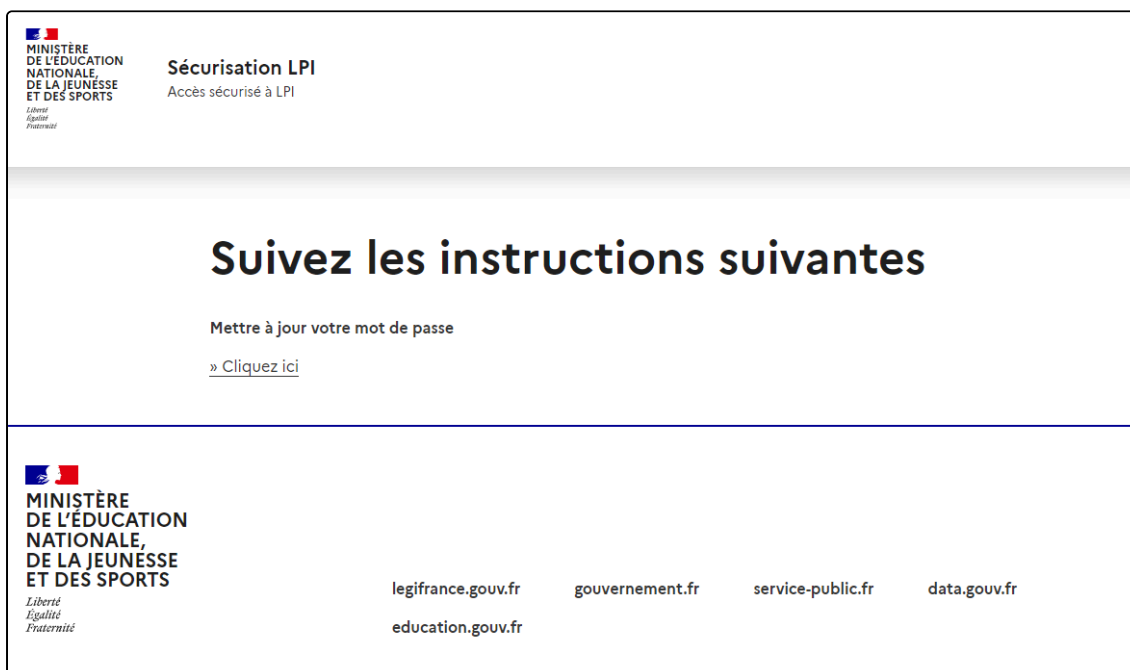 MINISTÈRE
DE L'ÉDUCATION
NATIONALE,
DE LA JEUNESSE
ET DES SPORTS
Liberté
Égalité
Fraternité
Sécurisation LPI
Accès sécurisé à LPI
Suivez les instructions suivantes
Mettre à jour votre mot de passe
» Cliquez ici
MINISTÈRE
DE L'ÉDUCATION
NATIONALE,
DE LA JEUNESSE
ET DES SPORTS
Liberté
Égalité
Fraternité
legifrance.gouv.fr gouvernement.fr service-public.fr data.gouv.fr
education.gouv.fr